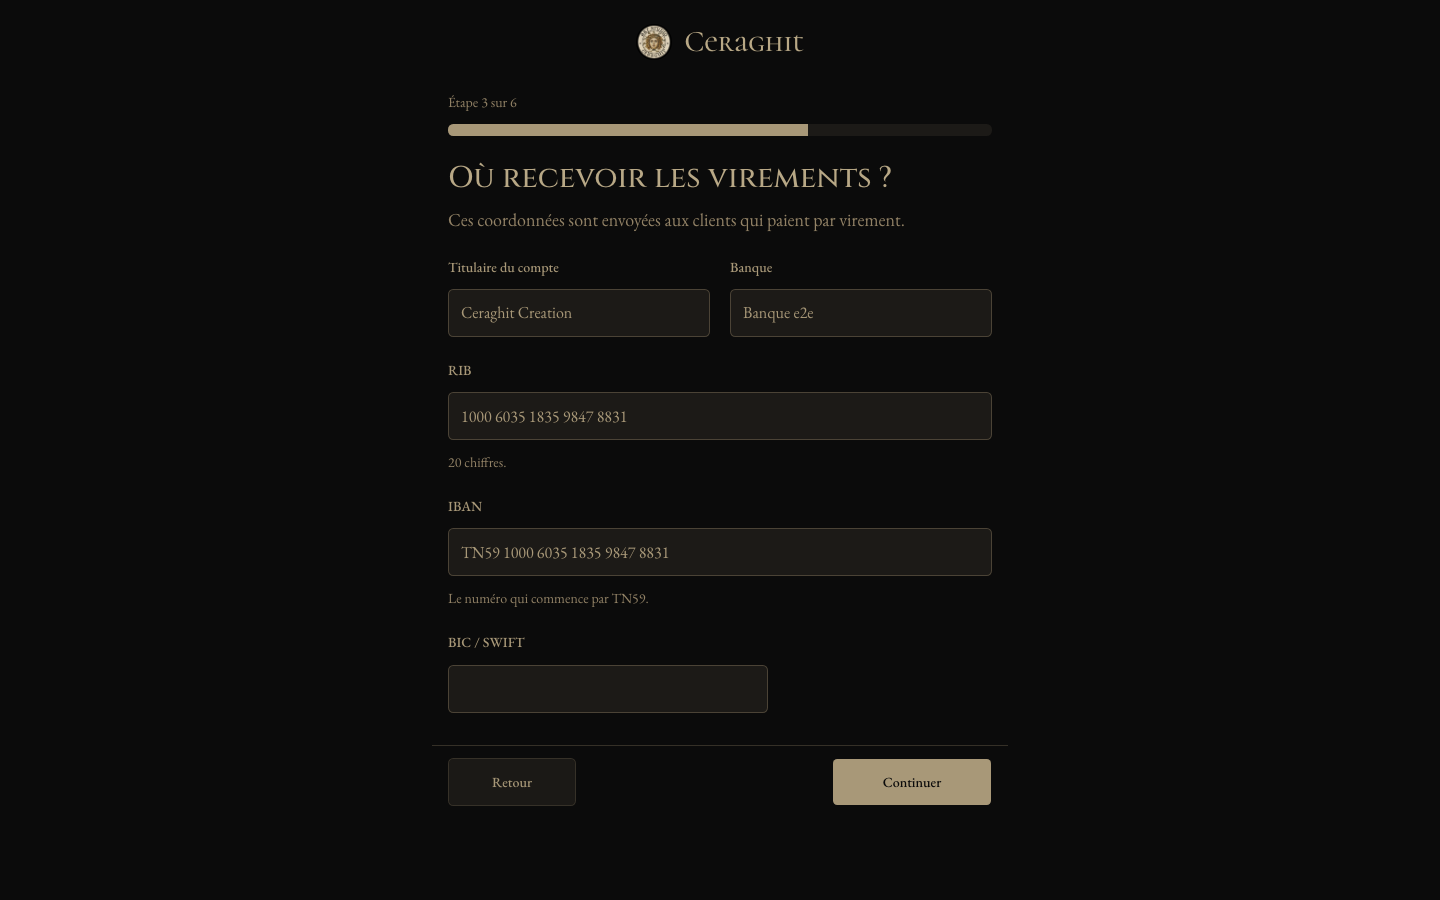 Ceraghit
Étape 3 sur 6
Où recevoir les virements ?
Ces coordonnées sont envoyées aux clients qui paient par virement.
Titulaire du compte
Banque
Ceraghit Creation
Banque e2e
RIB
1000 6035 1835 9847 8831
20 chiffres.
IBAN
TN59 1000 6035 1835 9847 8831
Le numéro qui commence par TN59.
BIC / SWIFT
Retour
Continuer